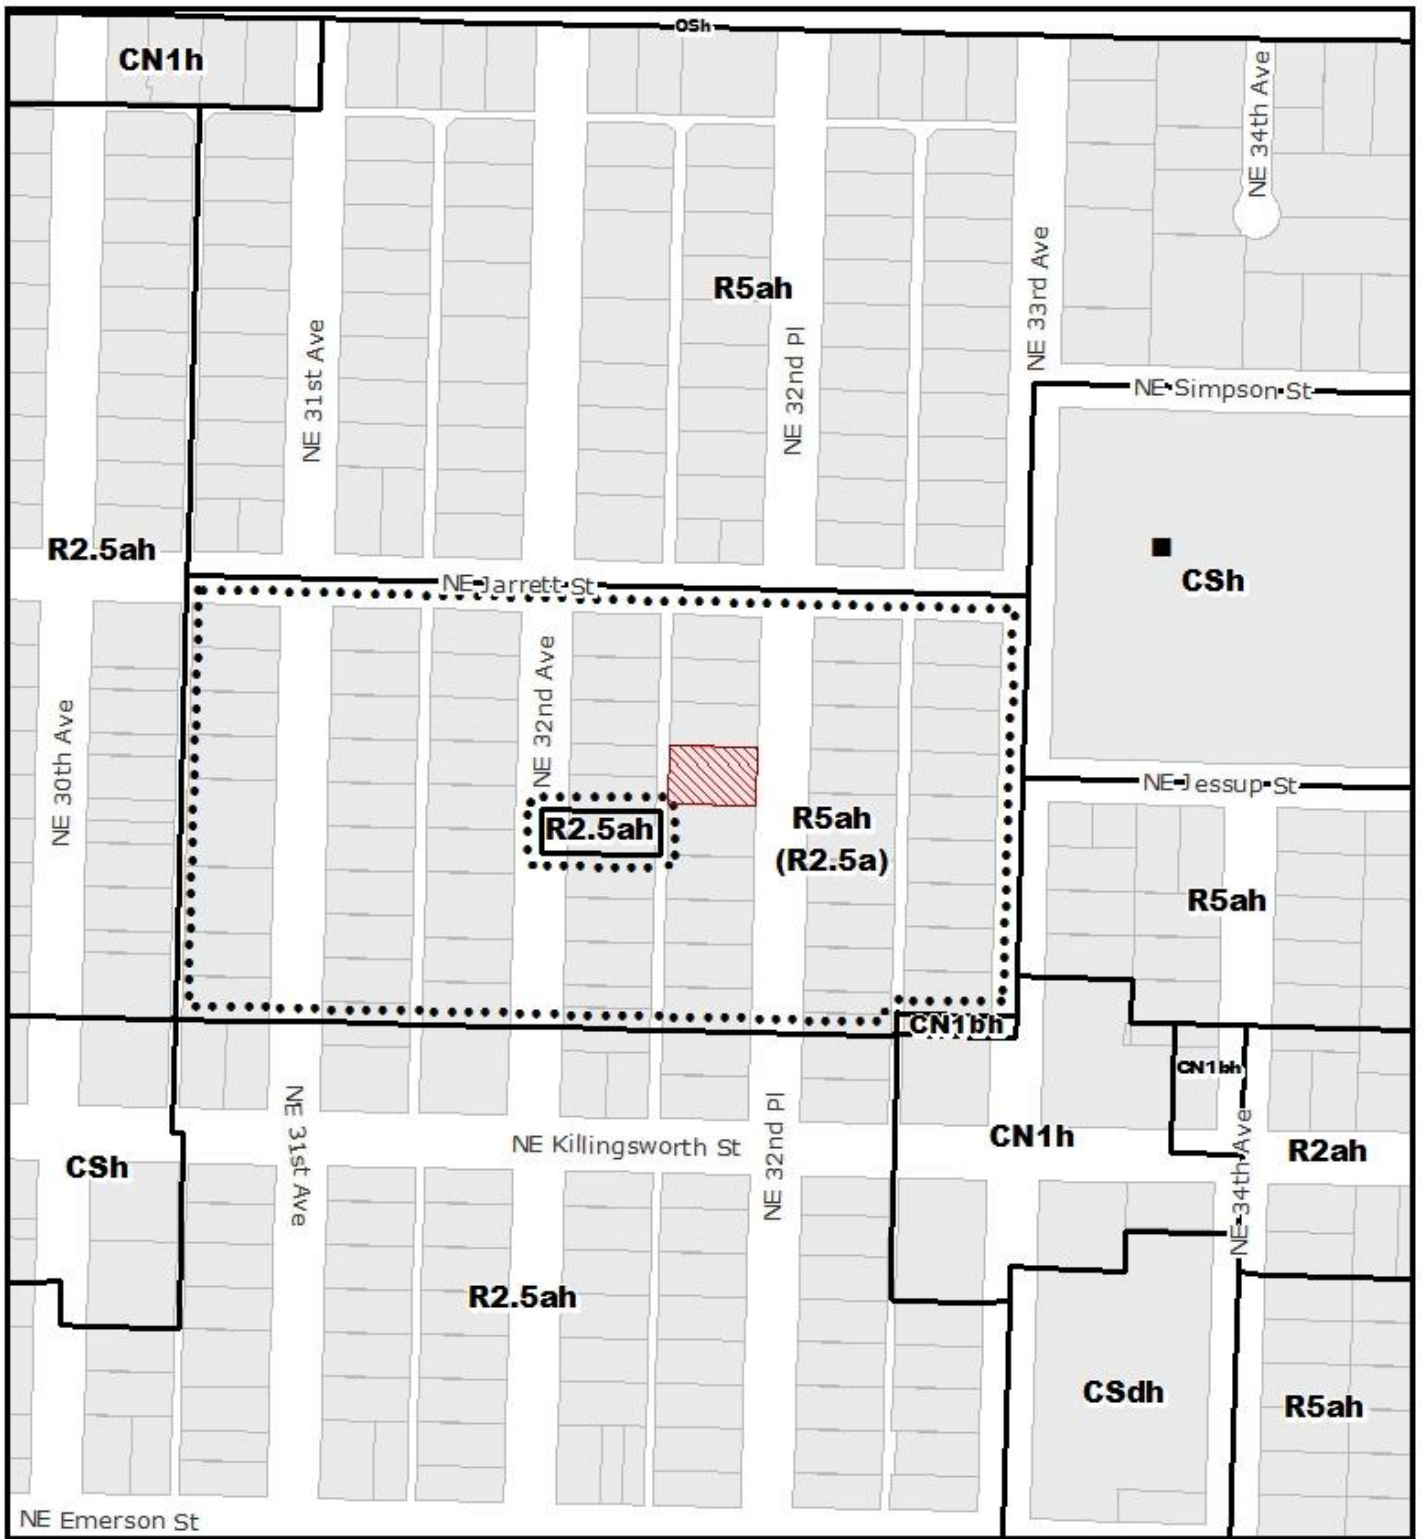 OSh
CN1h
NE 34th Ave
R5ah
NE 33rd Ave
NE 31st Ave
NE 32nd Pl
NE Simpson St
R2.5ah
CSh
NE Jarrett St
NE 32nd Ave
NE 30th Ave
NE Jessup St
R2.5ah
R5ah
(R2.5a)
R5ah
CN1bh
CN1bh
NE 31st Ave
NE 32nd Pl
NE Killingsworth St
CN1h
NE 34th Ave
R2ah
CSh
R2.5ah
CSdh
R5ah
NE Emerson St